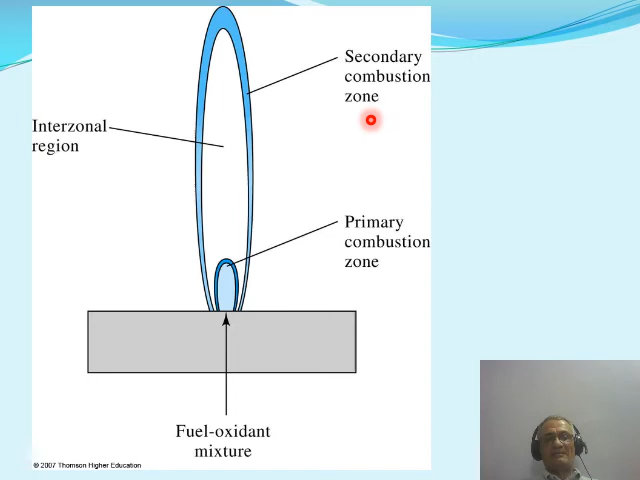 Secondary
combustion
zone
Interzonal
region
Primary
combustion
zone
Fuel-oxidant
mixture
© 2007 Thomson Higher Education